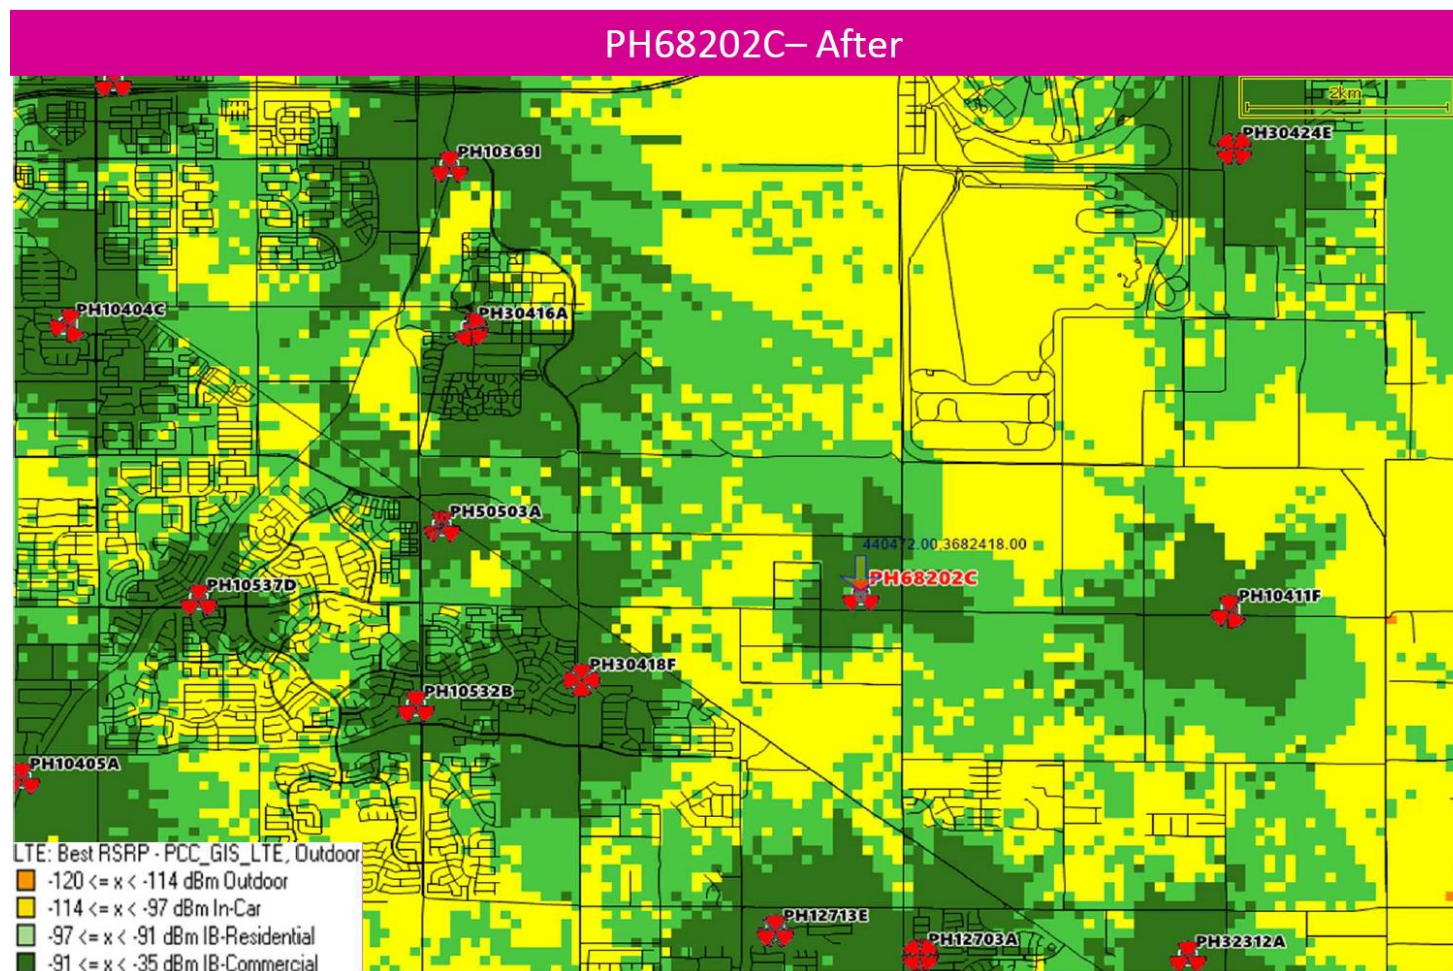 PH68202C– After
2km
PH30424E
PH10369I
PH10404C
PH30416A
PH50503A
440472.00,3682418.00
PH68202C
PH10537D
PH10411F
PH30418F
PH10532B
PH10405A
LTE: Best RSRP - PCC_GIS_LTE, Outdoor
-120 <= x < -114 dBm Outdoor
-114 <= x < -97 dBm In-Car
-97 <= x < -91 dBm IB-Residential
-91 <= x < -35 dBm IB-Commercial
PH12713E
PH12703A
PH32312A